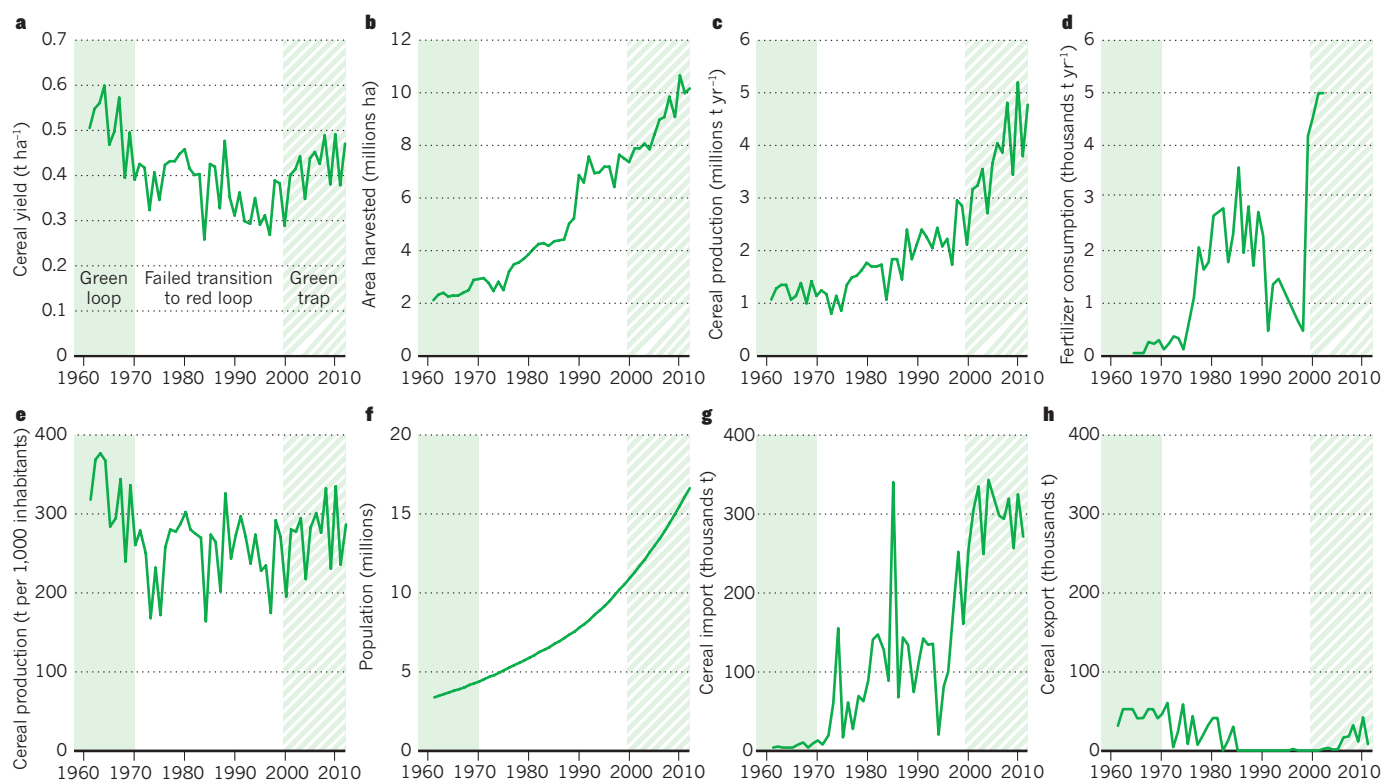 a
Cereal yield (t ha⁻¹)
0.7
0.6
0.5
0.4
0.3
0.2
0.1
0
Green
loop
Failed transition
to red loop
Green
trap
1960 1970 1980 1990 2000 2010
b
Area harvested (millions ha)
12
10
8
6
4
2
0
1960 1970 1980 1990 2000 2010
c
Cereal production (millions t yr⁻¹)
6
5
4
3
2
1
0
1960 1970 1980 1990 2000 2010
d
Fertilizer consumption (thousands t yr⁻¹)
6
5
4
3
2
1
0
1960 1970 1980 1990 2000 2010
e
Cereal production (t per 1,000 inhabitants)
400
300
200
100
0
1960 1970 1980 1990 2000 2010
f
Population (millions)
20
15
10
5
0
1960 1970 1980 1990 2000 2010
g
Cereal import (thousands t)
400
300
200
100
0
1960 1970 1980 1990 2000 2010
h
Cereal export (thousands t)
400
300
200
100
0
1960 1970 1980 1990 2000 2010